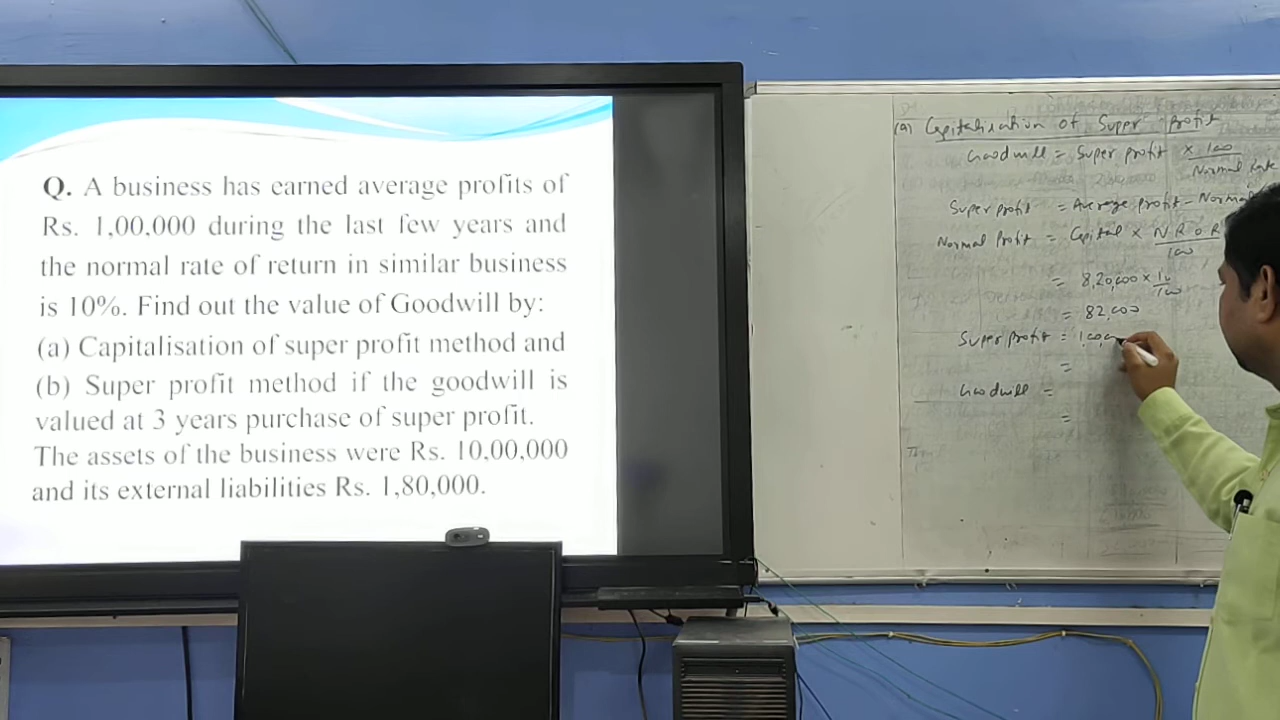 Q. A business has earned average profits of
Rs. 1,00,000 during the last few years and
the normal rate of return in similar business
is 10%. Find out the value of Goodwill by:
(a) Capitalisation of super profit method and
(b) Super profit method if the goodwill is
valued at 3 years purchase of super profit.
The assets of the business were Rs. 10,00,000
and its external liabilities Rs. 1,80,000.
(a) Capitalisation of Super profit
Goodwill = Super profit × 100
Normal Rate
Super profit = Average profit - Normal
Normal Profit = Capital × N R O R
100
= 8,20,000 × 10
100
= 82,000
Super profit =
=
Goodwill =
=